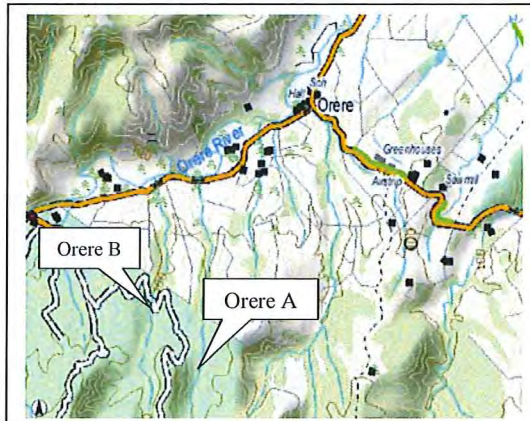 Sch
Hall
Orere
Orere River
Greenhouses
Airstrip
Sawmill
Orere B
Orere A